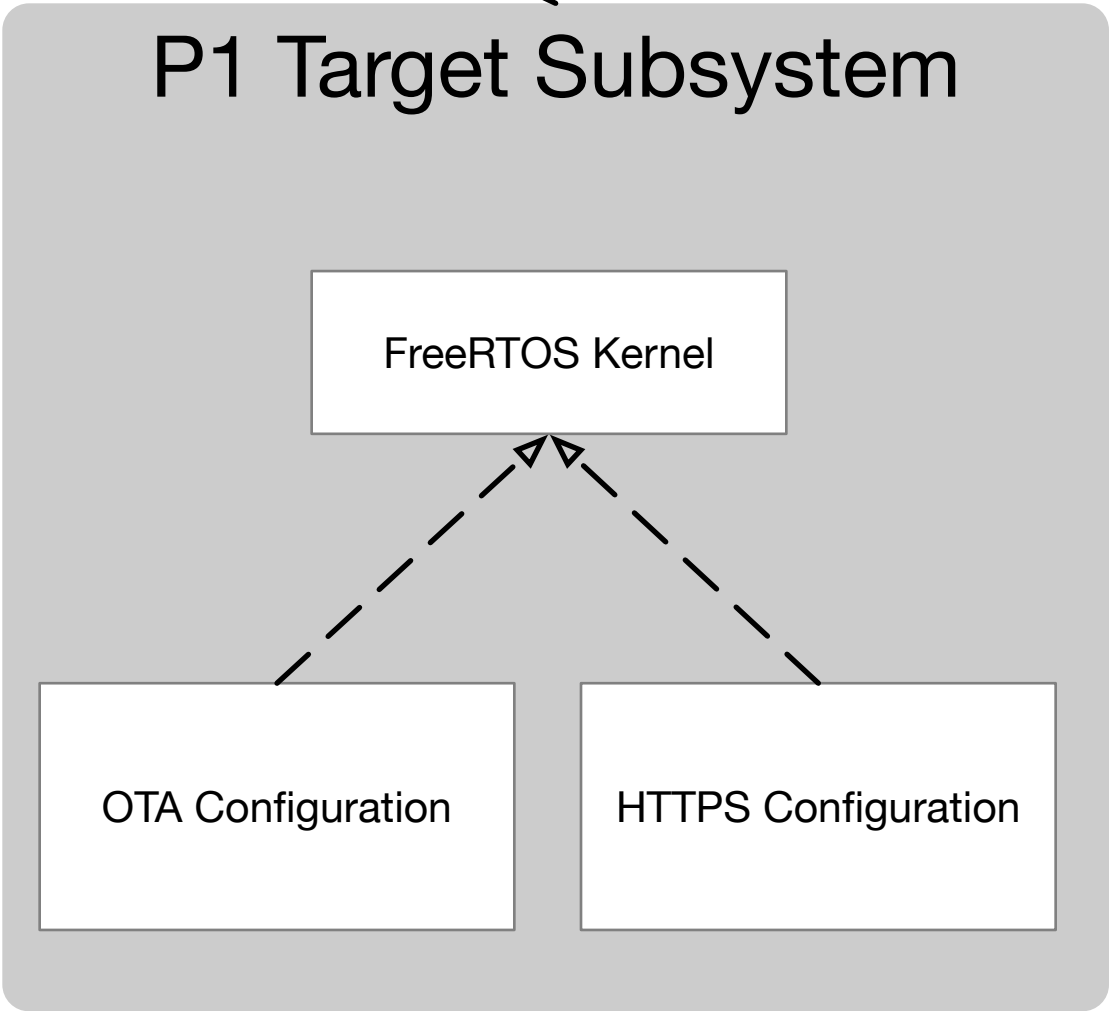 P1 Target Subsystem
FreeRTOS Kernel
OTA Configuration
HTTPS Configuration